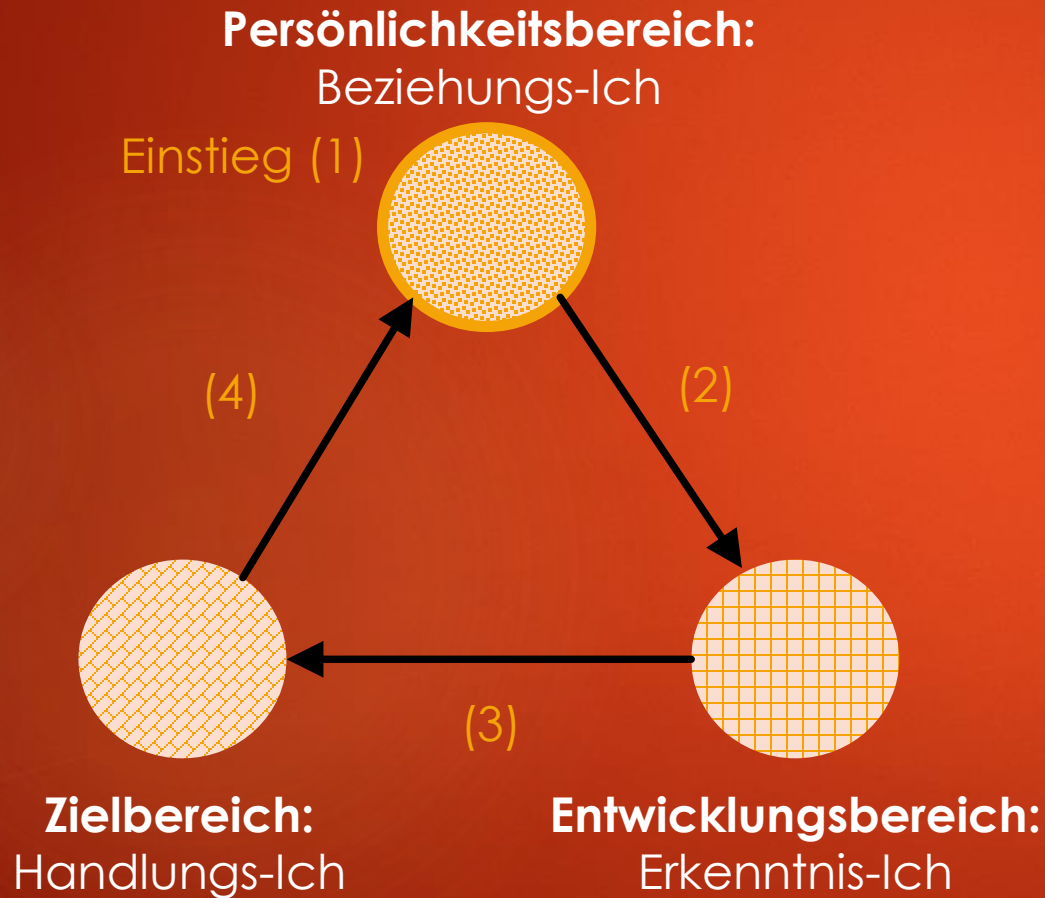 Persönlichkeitsbereich:
Beziehungs-Ich
Einstieg (1)
(4)
(2)
(3)
Zielbereich:
Handlungs-Ich
Entwicklungsbereich:
Erkenntnis-Ich